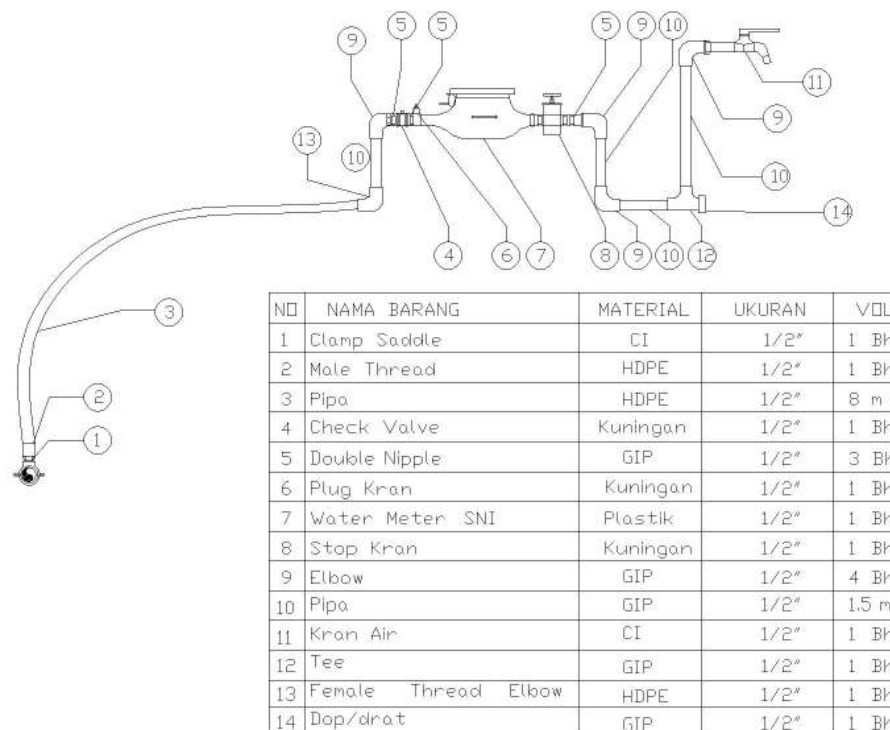 5 5 9 10 5
9
11
13
10
9
10
14
4 6 7 8 9 10 12
3
2
1
NO NAMA BARANG MATERIAL UKURAN VOL
1 Clamp Saddle CI 1/2" 1 Bh
2 Male Thread HDPE 1/2" 1 Bh
3 Pipa HDPE 1/2" 8 m
4 Check Valve Kuningan 1/2" 1 Bh
5 Double Nipple GIP 1/2" 3 Bh
6 Plug Kran Kuningan 1/2" 1 Bh
7 Water Meter SNI Plastik 1/2" 1 Bh
8 Stop Kran Kuningan 1/2" 1 Bh
9 Elbow GIP 1/2" 4 Bh
10 Pipa GIP 1/2" 1.5 m
11 Kran Air CI 1/2" 1 Bh
12 Tee GIP 1/2" 1 Bh
13 Female Thread Elbow HDPE 1/2" 1 Bh
14 Dop/drat GIP 1/2" 1 Bh